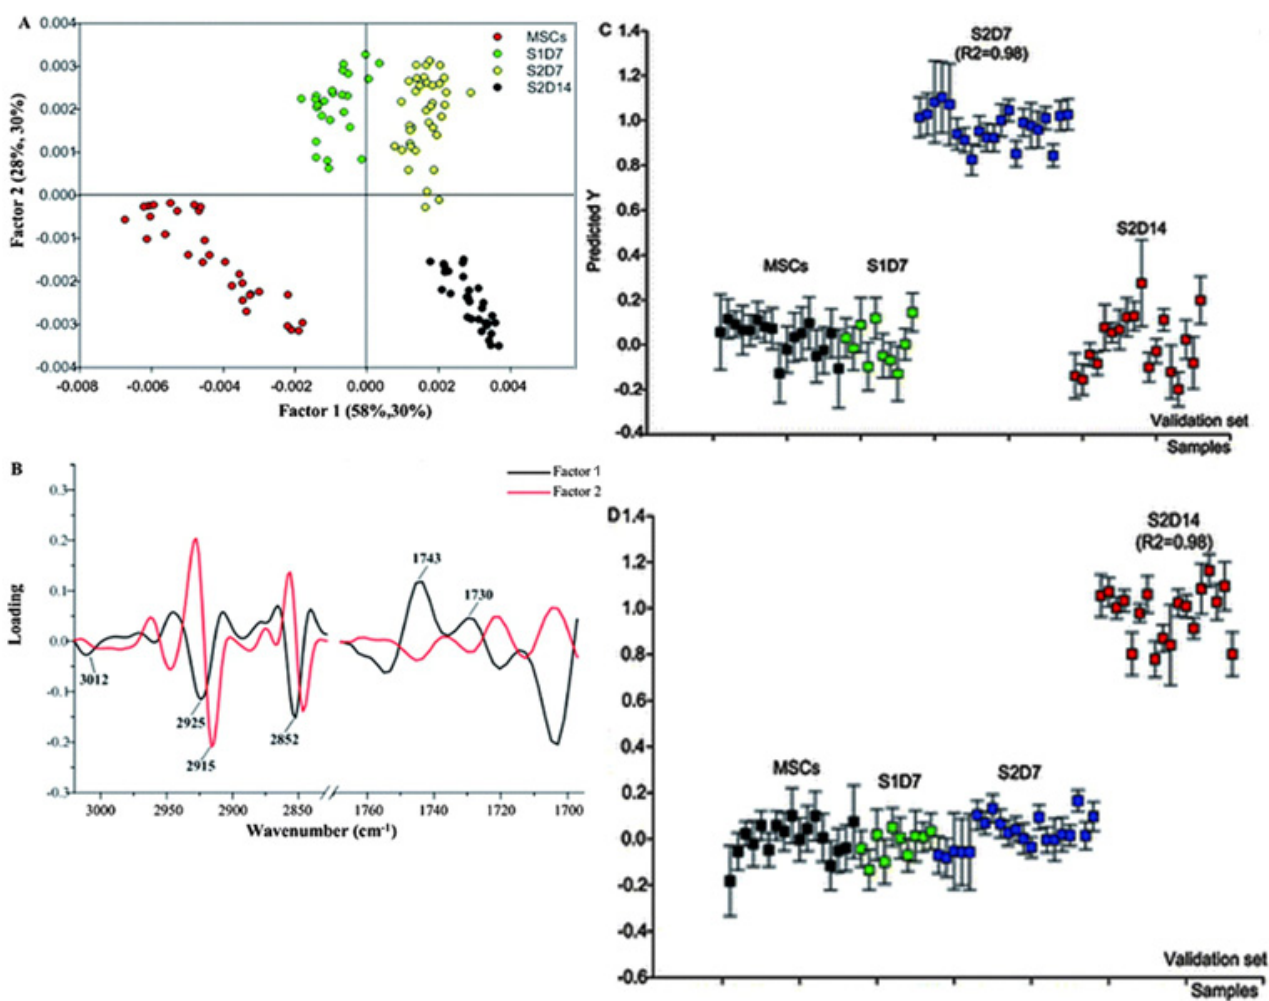 A
0.004
0.003
0.002
0.001
0.000
-0.001
-0.002
-0.003
-0.004
Factor 2 (28%, 30%)
MSCs
S1D7
S2D7
S2D14
-0.008 -0.006 -0.004 -0.002 0.000 0.002 0.004
Factor 1 (58%,30%)
B
Factor 1
Factor 2
0.3
0.2
0.1
0.0
-0.1
-0.2
-0.3
Loading
1743
1730
3012
2925
2915
2852
3000 2950 2900 2850 1760 1740 1720 1700
Wavenumber (cm-1)
C
1.4
1.2
1.0
0.8
0.6
0.4
0.2
0.0
-0.2
-0.4
Predicted Y
S2D7
(R2=0.98)
MSCs
S1D7
S2D14
Validation set
Samples
D
1.4
1.2
1.0
0.8
0.6
0.4
0.2
0.0
-0.2
-0.4
-0.6
S2D14
(R2=0.98)
MSCs
S1D7
S2D7
Validation set
Samples